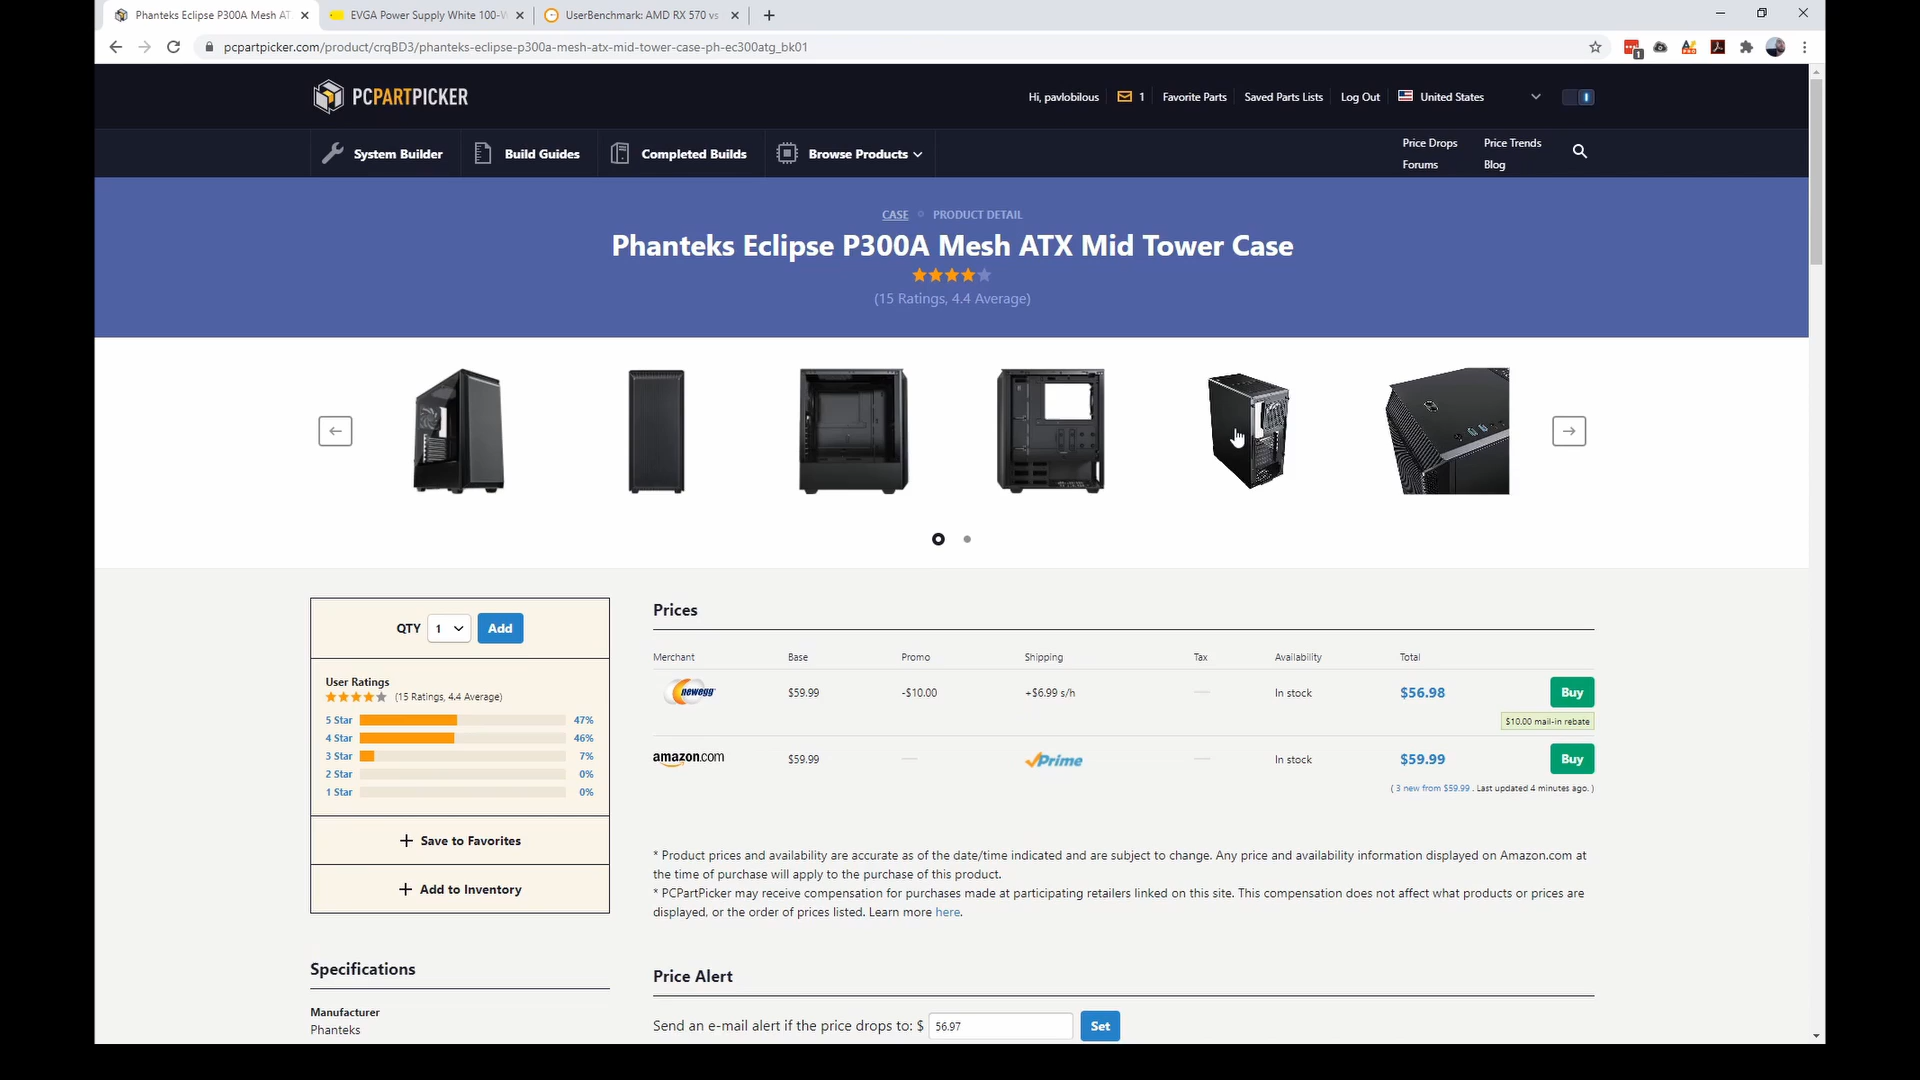 Phanteks Eclipse P300A Mesh AT
EVGA Power Supply White 100-W
UserBenchmark: AMD RX 570 vs
pcpartpicker.com/product/crqBD3/phanteks-eclipse-p300a-mesh-atx-mid-tower-case-ph-ec300atg_bk01
1
PCPARTPICKER
Hi, pavlobilous
1
Favorite Parts
Saved Parts Lists
Log Out
United States
System Builder
Build Guides
Completed Builds
Browse Products
Price Drops
Price Trends
Forums
Blog
CASE
PRODUCT DETAIL
Phanteks Eclipse P300A Mesh ATX Mid Tower Case
(15 Ratings, 4.4 Average)
QTY 1 Add
User Ratings
(15 Ratings, 4.4 Average)
5 Star 47%
4 Star 46%
3 Star 7%
2 Star 0%
1 Star 0%
+ Save to Favorites
+ Add to Inventory
Specifications
Manufacturer
Phanteks
Prices
Merchant Base Promo Shipping Tax Availability Total
newegg $59.99 -$10.00 +$6.99 s/h — In stock $56.98 Buy
$10.00 mail-in rebate
amazon.com $59.99 — Prime — In stock $59.99 Buy
( 3 new from $59.99 . Last updated 4 minutes ago. )
* Product prices and availability are accurate as of the date/time indicated and are subject to change. Any price and availability information displayed on Amazon.com at
the time of purchase will apply to the purchase of this product.
* PCPartPicker may receive compensation for purchases made at participating retailers linked on this site. This compensation does not affect what products or prices are
displayed, or the order of prices listed. Learn more here.
Price Alert
Send an e-mail alert if the price drops to: $ 56.97 Set